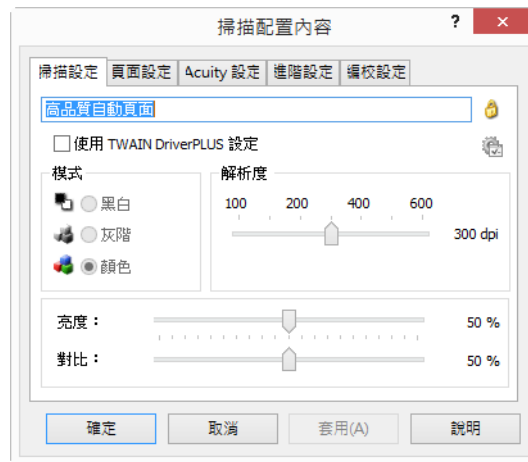 掃描配置內容 ?
掃描設定 頁面設定 Acuity 設定 進階設定 編校設定
高品質自動頁面
使用 TWAIN DriverPLUS 設定
模式
黑白
灰階
顏色
解析度
100 200 400 600
300 dpi
亮度： 50 %
對比： 50 %
確定 取消 套用(A) 說明